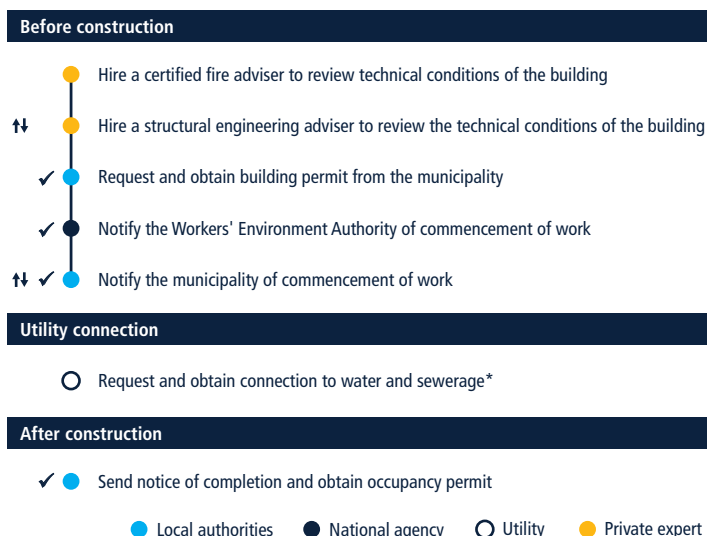 Before construction
Hire a certified fire adviser to review technical conditions of the building
Hire a structural engineering adviser to review the technical conditions of the building
Request and obtain building permit from the municipality
Notify the Workers' Environment Authority of commencement of work
Notify the municipality of commencement of work
Utility connection
Request and obtain connection to water and sewerage*
After construction
Send notice of completion and obtain occupancy permit
Local authorities National agency Utility Private expert